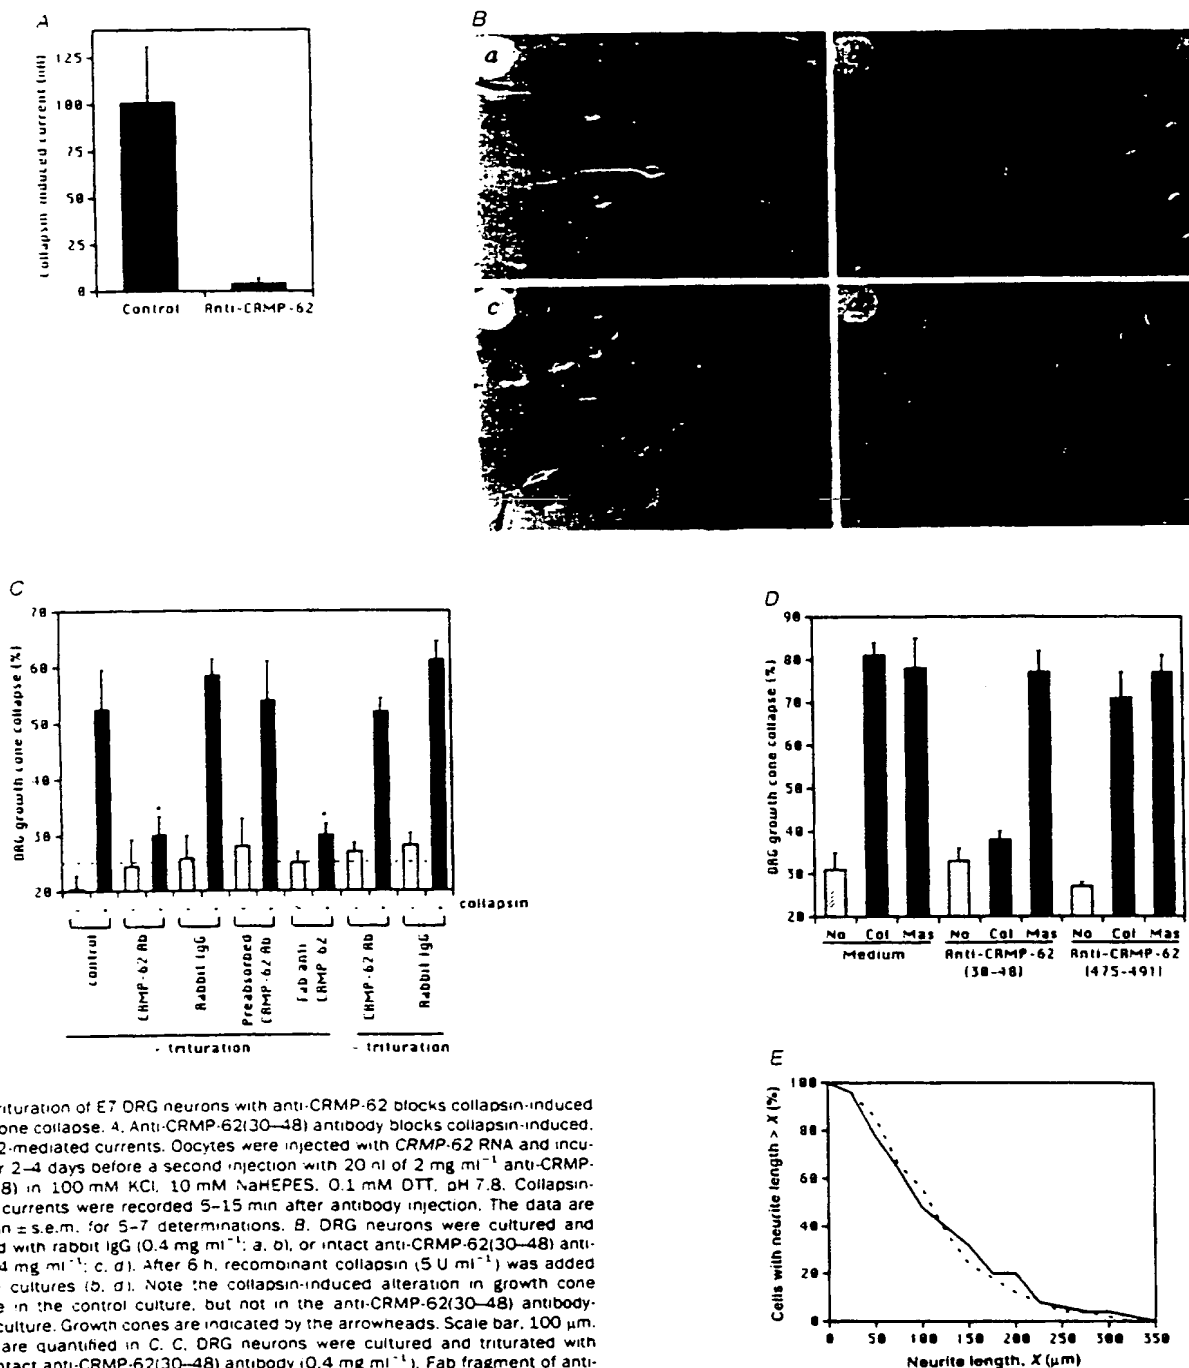 A
B
Collapsin induced current (nA)
125
100
75
50
25
0
Control Anti-CRMP-62
a
c
C
DRG growth cone collapse (%)
70
60
50
40
30
20
- + - + - + - + - + - + - +
collapsin
Control
CRMP-62 Ab
Rabbit IgG
Preabsorbed
CRMP-62 Ab
Fab anti
CRMP 62
CRMP-62 Ab
Rabbit IgG
trituration
- trituration
D
DRG growth cone collapse (%)
90
80
70
60
50
40
30
20
No Col Mas No Col Mas No Col Mas
Medium Anti-CRMP-62 Anti-CRMP-62
(30-48) (475-491)
E
Cells with neurite length > X (%)
100
80
60
40
20
0
0 50 100 150 200 250 300 350
Neurite length, X (μm)
rituration of E7 DRG neurons with anti-CRMP-62 blocks collapsin-induced
one collapse. A, Anti-CRMP-62(30–48) antibody blocks collapsin-induced,
2-mediated currents. Oocytes were injected with CRMP-62 RNA and incu-
r 2–4 days before a second injection with 20 nl of 2 mg ml⁻¹ anti-CRMP-
8) in 100 mM KCl, 10 mM NaHEPES, 0.1 mM DTT, pH 7.8. Collapsin-
currents were recorded 5-15 min after antibody injection. The data are
n ± s.e.m. for 5-7 determinations. B. DRG neurons were cultured and
d with rabbit IgG (0.4 mg ml⁻¹; a, b), or intact anti-CRMP-62(30–48) anti-
4 mg ml⁻¹; c, d). After 6 h, recombinant collapsin (5 U ml⁻¹) was added
e cultures (b, d). Note the collapsin-induced alteration in growth cone
e in the control culture, but not in the anti-CRMP-62(30–48) antibody-
culture. Growth cones are indicated by the arrowheads. Scale bar, 100 μm.
are quantified in C. C, DRG neurons were cultured and triturated with
ntact anti-CRMP-62(30–48) antibody (0.4 mg ml⁻¹), Fab fragment of anti-